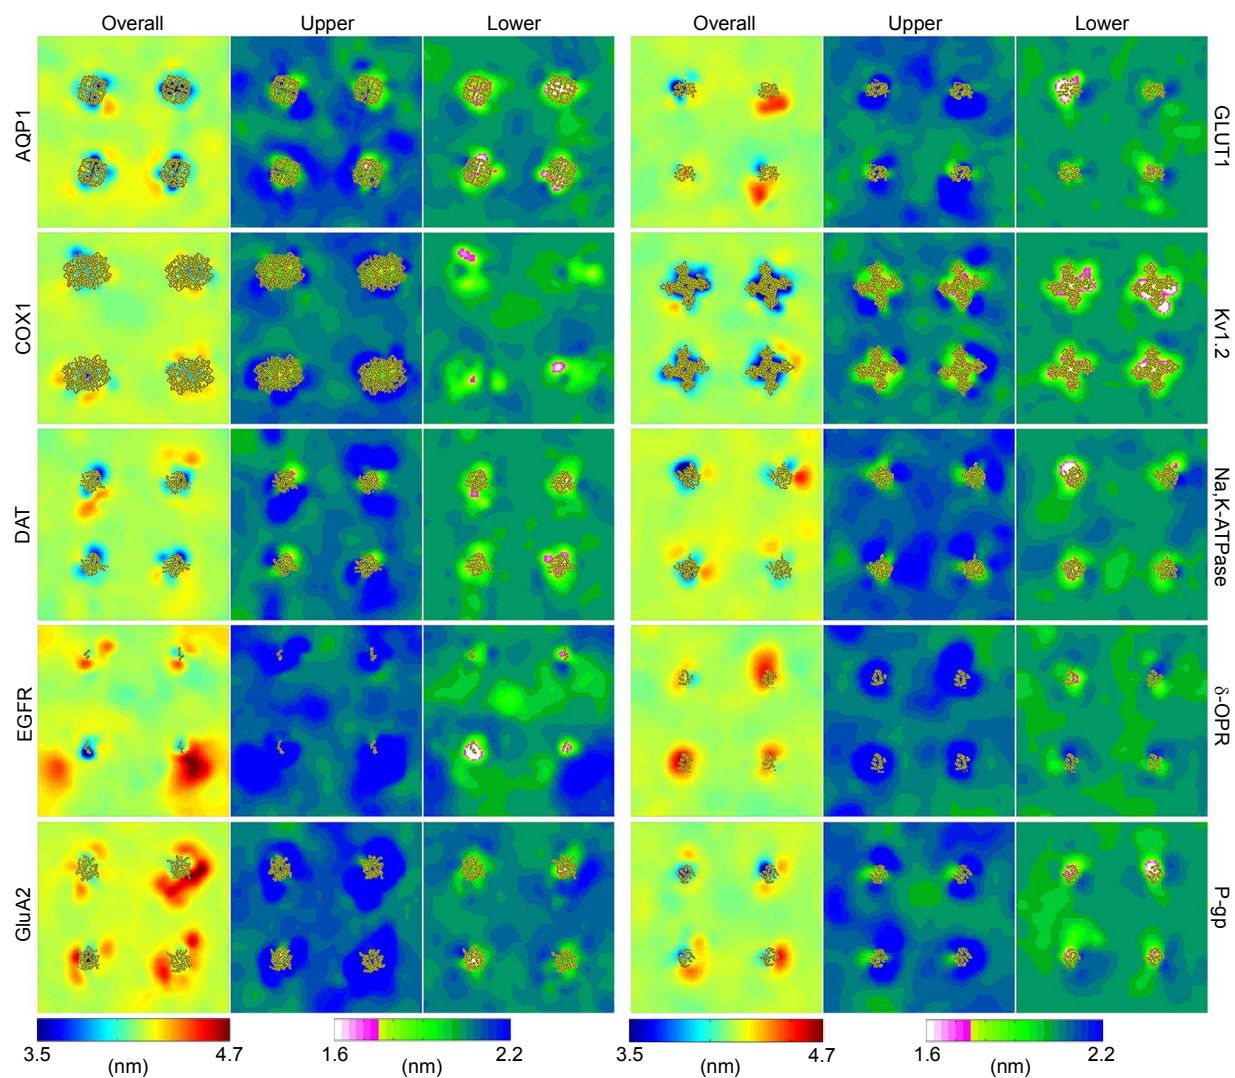 Overall Upper Lower Overall Upper Lower
AQP1 GLUT1
COX1 Kv1.2
DAT Na,K-ATPase
EGFR δ-OPR
GluA2 P-gp
3.5 4.7 1.6 2.2 3.5 4.7 1.6 2.2
(nm) (nm) (nm) (nm)